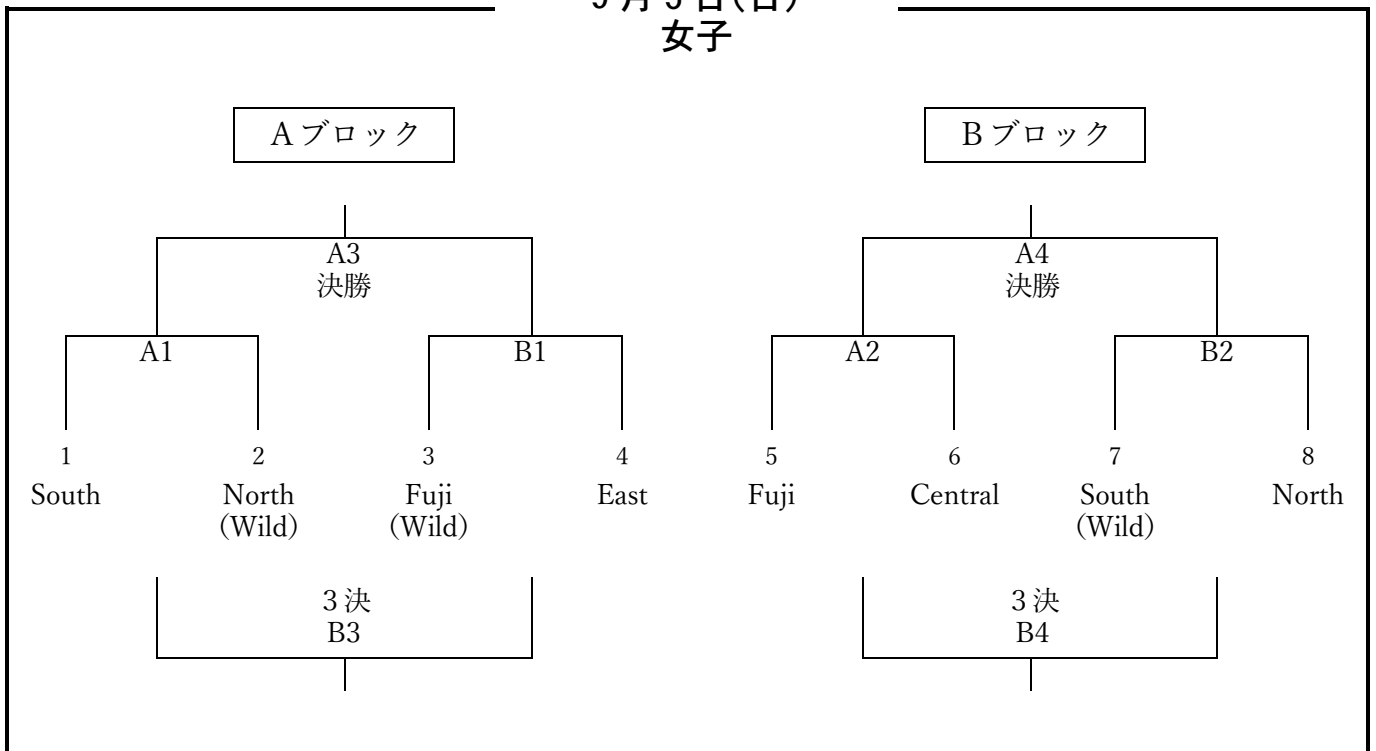 女子
Aブロック
Bブロック
A3
決勝
A4
決勝
A1
B1
A2
B2
1
2
3
4
5
6
7
8
South
North
(Wild)
Fuji
(Wild)
East
Fuji
Central
South
(Wild)
North
3決
B3
3決
B4